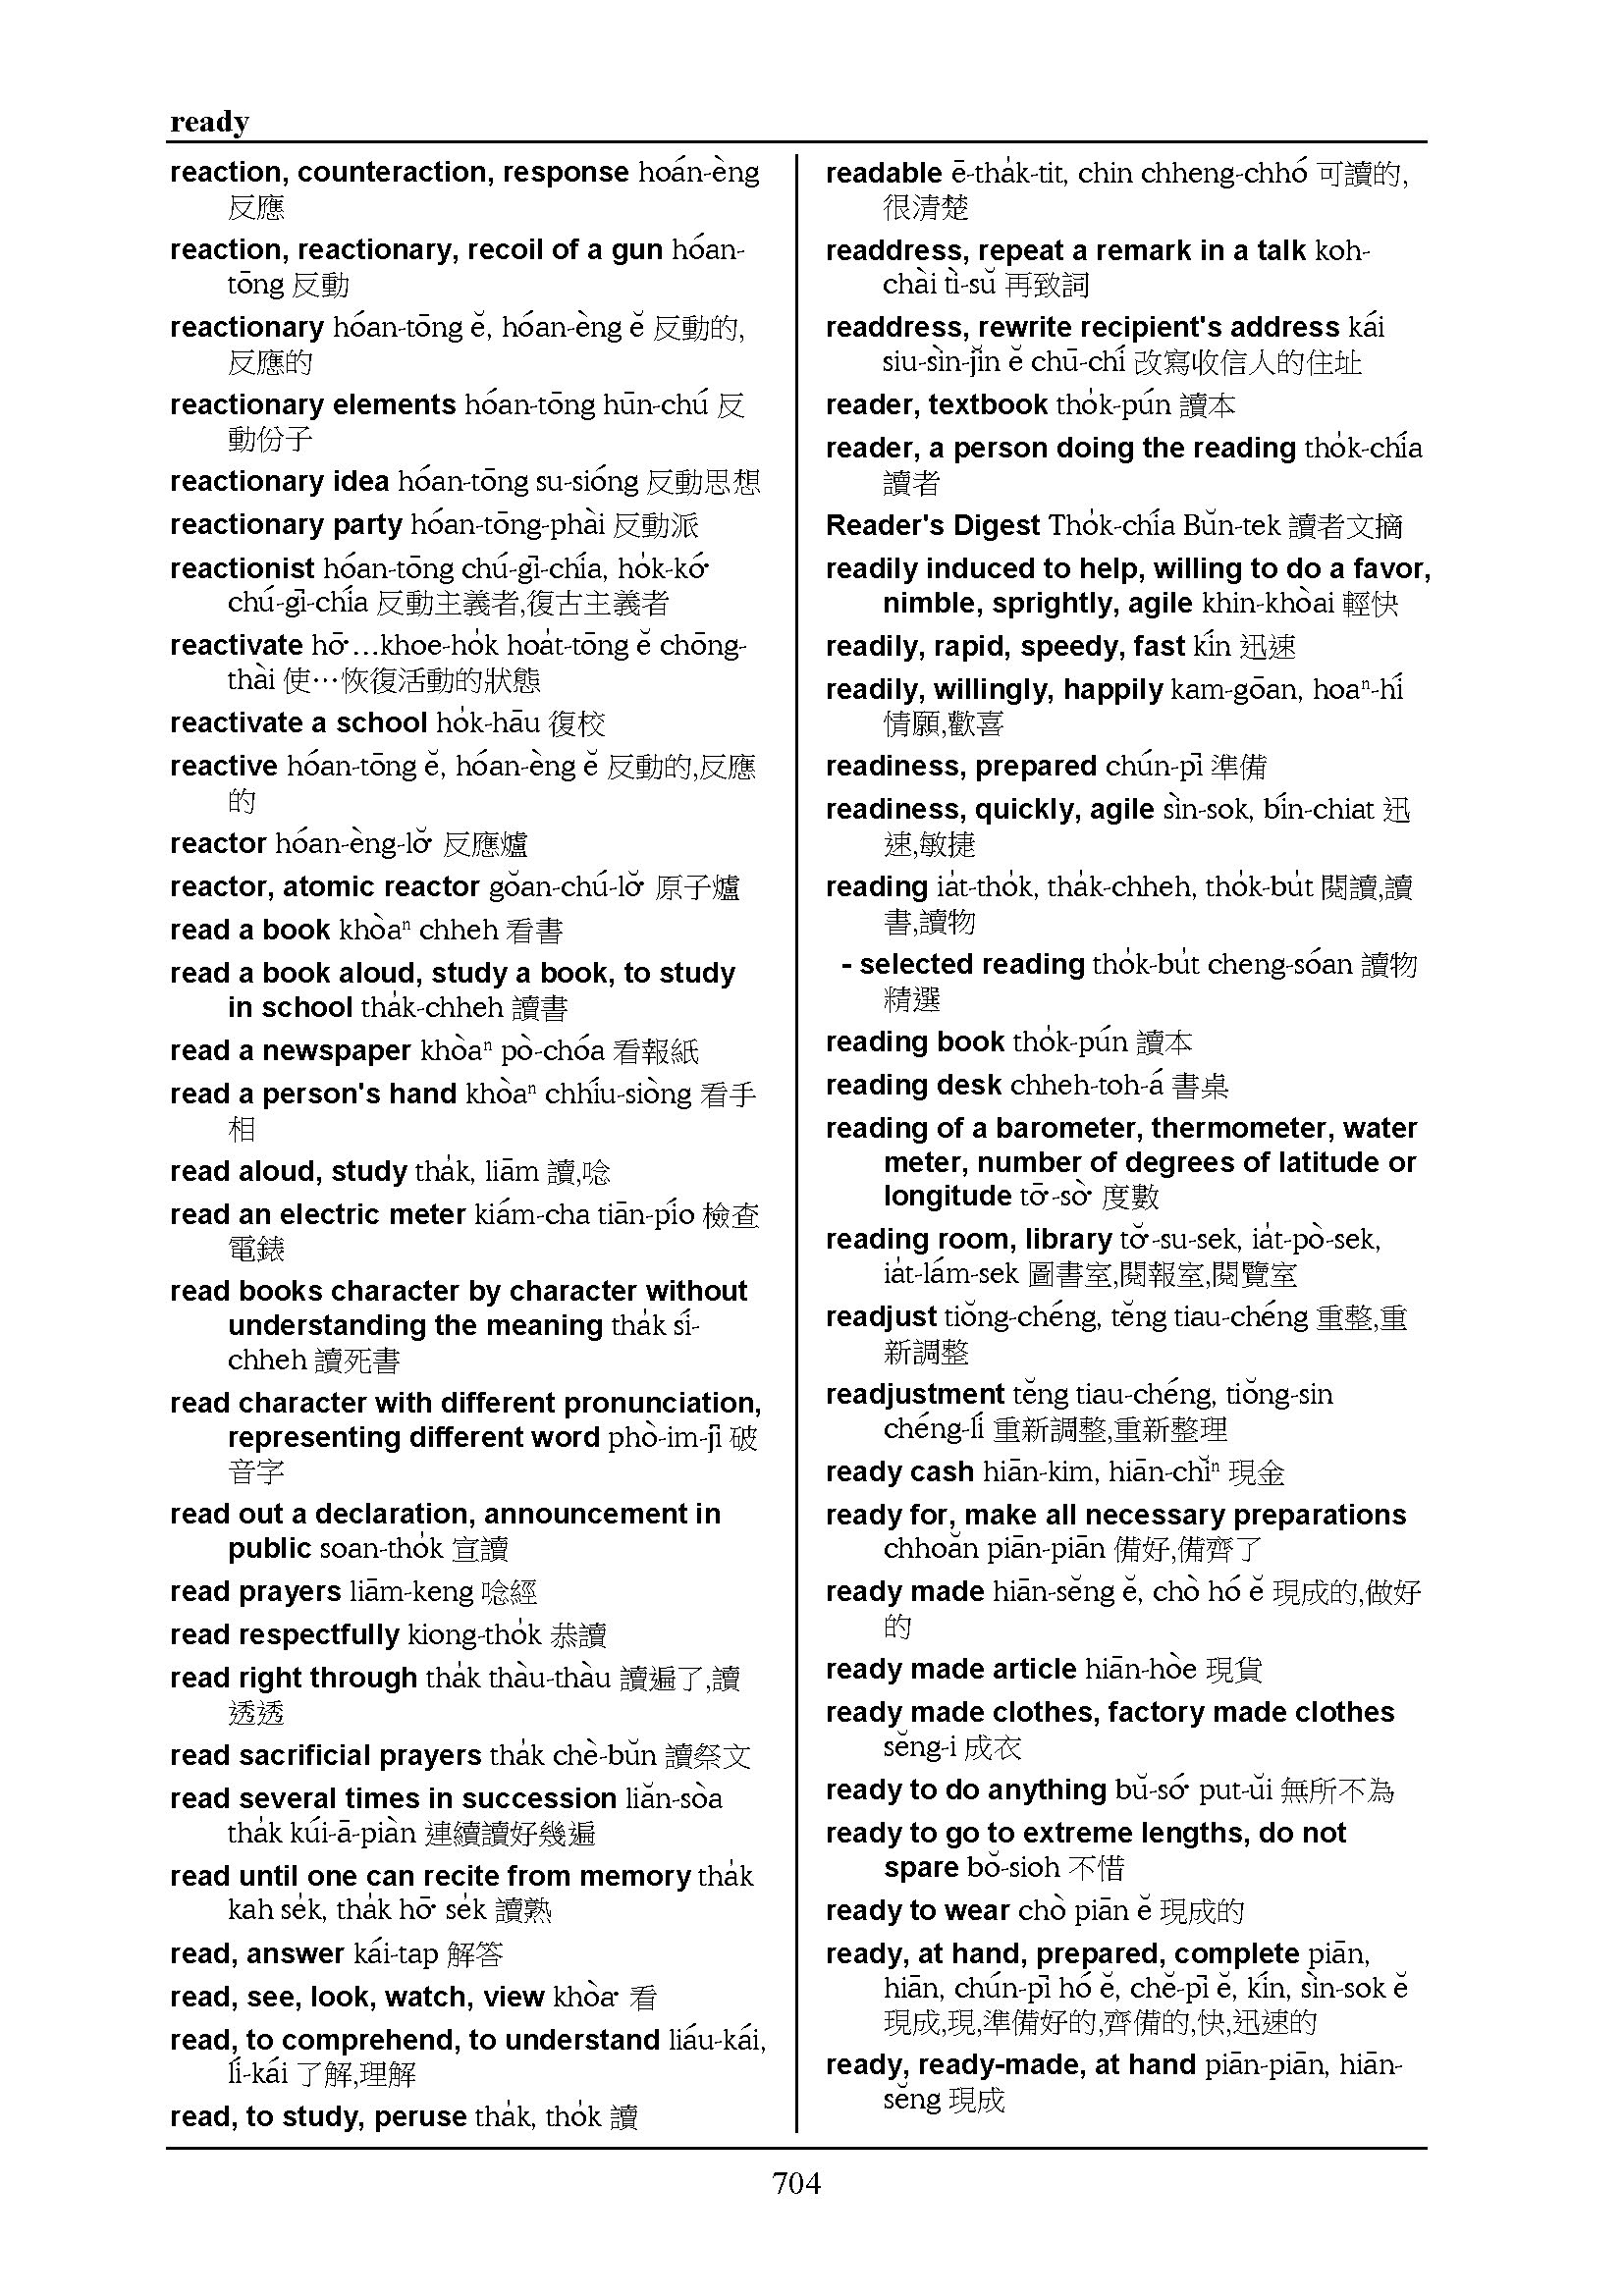 ready
reaction, counteraction, response hoán-èng
反應
reaction, reactionary, recoil of a gun hóan-
tōng 反動
reactionary hóan-tōng ĕ, hóan-èng ĕ 反動的,
反應的
reactionary elements hóan-tōng hūn-chú 反
動份子
reactionary idea hóan-tōng su-sióng 反動思想
reactionary party hóan-tōng-phài 反動派
reactionist hóan-tōng chú-gī-chía, ho̍k-kó͘
chú-gī-chía 反動主義者,復古主義者
reactivate hō͘…khoe-ho̍k hoa̍t-tōng ĕ chōng-
thài 使…恢復活動的狀態
reactivate a school ho̍k-hāu 復校
reactive hóan-tōng ĕ, hóan-èng ĕ 反動的,反應
的
reactor hóan-èng-lŏ͘ 反應爐
reactor, atomic reactor gŏan-chú-lŏ͘ 原子爐
read a book khòaⁿ chheh 看書
read a book aloud, study a book, to study
in school tha̍k-chheh 讀書
read a newspaper khòaⁿ pò-chóa 看報紙
read a person's hand khòaⁿ chhíu-siòng 看手
相
read aloud, study tha̍k, liām 讀,唸
read an electric meter kiám-cha tiān-pío 檢查
電錶
read books character by character without
understanding the meaning tha̍k sí-
chheh 讀死書
read character with different pronunciation,
representing different word phò-im-jī 破
音字
read out a declaration, announcement in
public soan-tho̍k 宣讀
read prayers liām-keng 唸經
read respectfully kiong-tho̍k 恭讀
read right through tha̍k thàu-thàu 讀遍了,讀
透透
read sacrificial prayers tha̍k chè-bŭn 讀祭文
read several times in succession liăn-sòa
tha̍k kúi-ā-piàn 連續讀好幾遍
read until one can recite from memory tha̍k
kah se̍k, tha̍k hō͘ se̍k 讀熟
read, answer kái-tap 解答
read, see, look, watch, view khòa͘ 看
read, to comprehend, to understand liáu-kái,
lí-kái 了解,理解
read, to study, peruse tha̍k, tho̍k 讀
readable ē-tha̍k-tit, chin chheng-chhó 可讀的,
很清楚
readdress, repeat a remark in a talk koh-
chài tì-sŭ 再致詞
readdress, rewrite recipient's address kái
siu-sìn-jĭn ĕ chū-chí 改寫收信人的住址
reader, textbook tho̍k-pún 讀本
reader, a person doing the reading tho̍k-chía
讀者
Reader's Digest Tho̍k-chía Bŭn-tek 讀者文摘
readily induced to help, willing to do a favor,
nimble, sprightly, agile khin-khòai 輕快
readily, rapid, speedy, fast kín 迅速
readily, willingly, happily kam-gōan, hoaⁿ-hí
情願,歡喜
readiness, prepared chún-pī 準備
readiness, quickly, agile sìn-sok, bín-chiat 迅
速,敏捷
reading ia̍t-tho̍k, tha̍k-chheh, tho̍k-bu̍t 閱讀,讀
書,讀物
- selected reading tho̍k-bu̍t cheng-sóan 讀物
精選
reading book tho̍k-pún 讀本
reading desk chheh-toh-á 書桌
reading of a barometer, thermometer, water
meter, number of degrees of latitude or
longitude tō͘-sò͘ 度數
reading room, library tŏ͘-su-sek, ia̍t-pò-sek,
ia̍t-lám-sek 圖書室,閱報室,閱覽室
readjust tiŏng-chéng, tĕng tiau-chéng 重整,重
新調整
readjustment tĕng tiau-chéng, tiŏng-sin
chéng-lí 重新調整,重新整理
ready cash hiān-kim, hiān-chĭⁿ 現金
ready for, make all necessary preparations
chhoăn piān-piān 備好,備齊了
ready made hiān-sĕng ĕ, chò hó ĕ 現成的,做好
的
ready made article hiān-hòe 現貨
ready made clothes, factory made clothes
sĕng-i 成衣
ready to do anything bŭ-só͘ put-ŭi 無所不為
ready to go to extreme lengths, do not
spare bŏ-sioh 不惜
ready to wear chò piān ĕ 現成的
ready, at hand, prepared, complete piān,
hiān, chún-pī hó ĕ, chĕ-pī ĕ, kín, sìn-sok ĕ
現成,現,準備好的,齊備的,快,迅速的
ready, ready-made, at hand piān-piān, hiān-
sĕng 現成
704